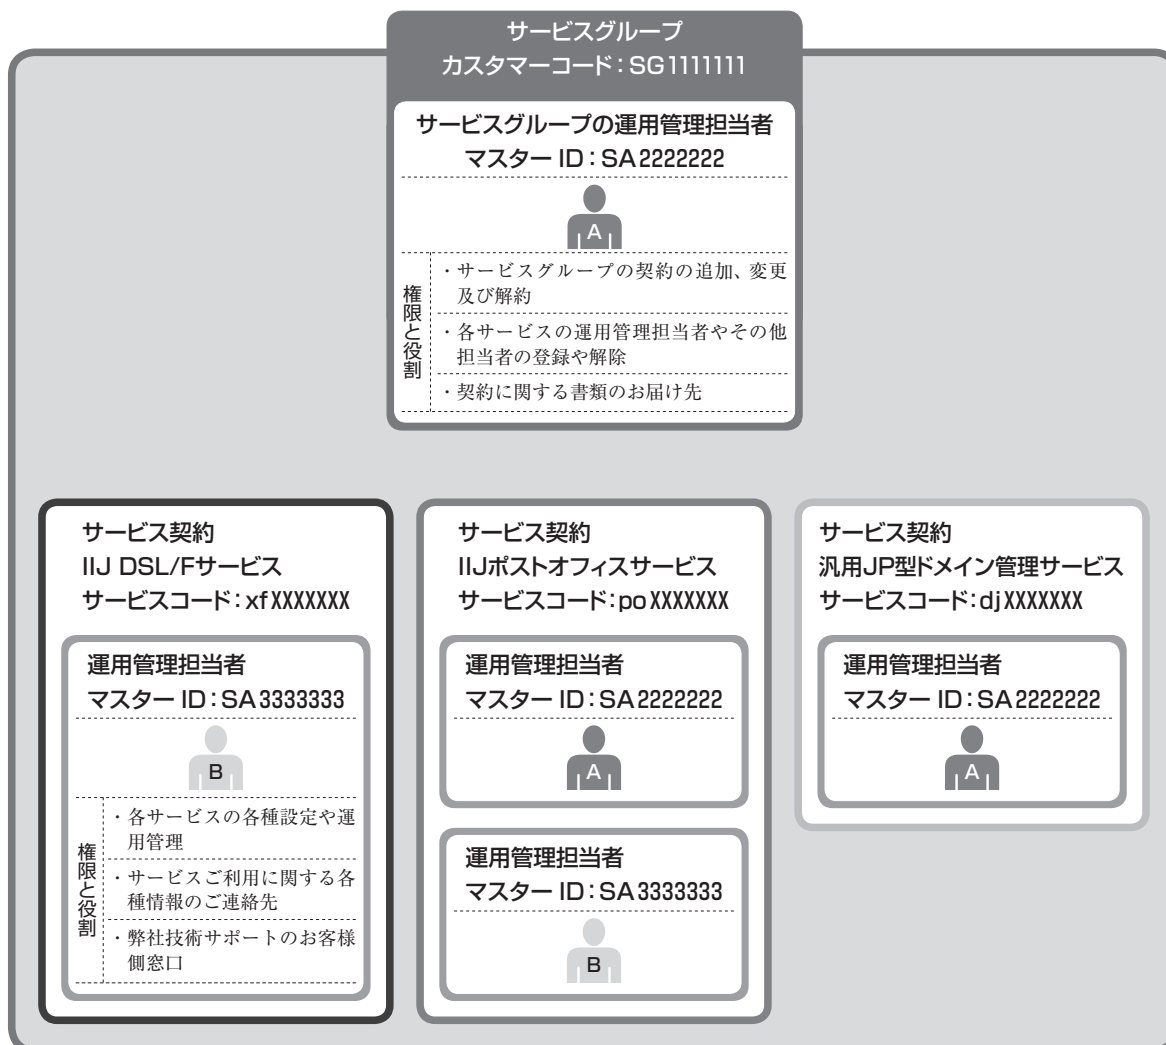 サービスグループ
カスタマーコード：SG1111111
サービスグループの運用管理担当者
マスター ID：SA2222222
A
権限と役割
・サービスグループの契約の追加、変更
及び解約
・各サービスの運用管理担当者やその他
担当者の登録や解除
・契約に関する書類のお届け先
サービス契約
IIJ DSL/Fサービス
サービスコード：xfXXXXXXX
運用管理担当者
マスター ID：SA3333333
B
権限と役割
・各サービスの各種設定や運
用管理
・サービスご利用に関する各
種情報のご連絡先
・弊社技術サポートのお客様
側窓口
サービス契約
IIJポストオフィスサービス
サービスコード：poXXXXXXX
運用管理担当者
マスター ID：SA2222222
A
運用管理担当者
マスター ID：SA3333333
B
サービス契約
汎用JP型ドメイン管理サービス
サービスコード：djXXXXXXX
運用管理担当者
マスター ID：SA2222222
A